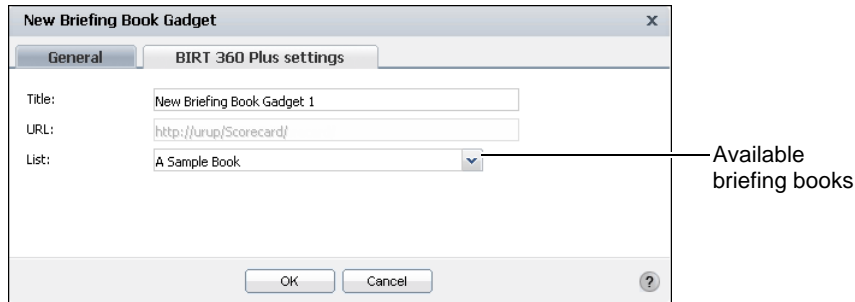 New Briefing Book Gadget x
General BIRT 360 Plus settings
Title: New Briefing Book Gadget 1
URL: http://urup/Scorecard/
List: A Sample Book
Available
briefing books
OK Cancel ?